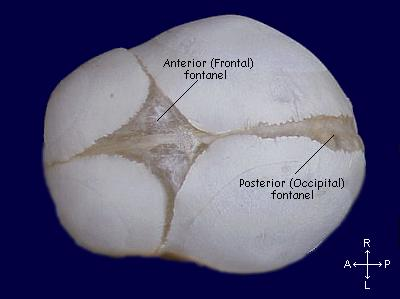 Anterior (Frontal)
fontanel
Posterior (Occipital)
fontanel
R
A P
L